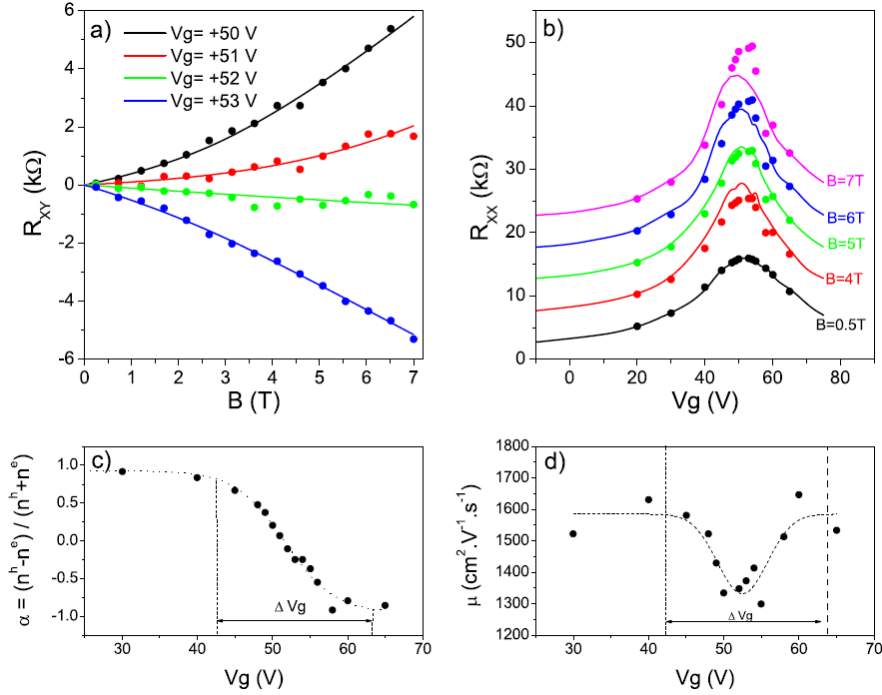 a)
Vg= +50 V
Vg= +51 V
Vg= +52 V
Vg= +53 V
6
4
2
0
-2
-4
-6
R_XY (kΩ)
0 1 2 3 4 5 6 7
B (T)
b)
50
40
30
20
10
0
R_XX (kΩ)
B=7T
B=6T
B=5T
B=4T
B=0.5T
0 20 40 60 80
Vg (V)
c)
1.0
0.5
0.0
-0.5
-1.0
α = (n^h-n^e) / (n^h+n^e)
Δ Vg
30 40 50 60 70
Vg (V)
d)
1800
1700
1600
1500
1400
1300
1200
μ (cm².V⁻¹.s⁻¹)
Δ Vg
30 40 50 60 70
Vg (V)